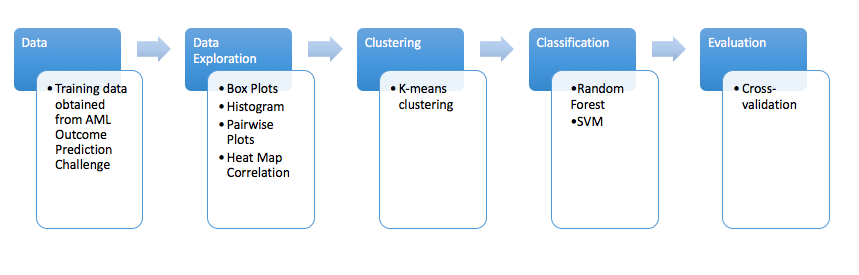 Data
• Training data
obtained
from AML
Outcome
Prediction
Challenge
Data
Exploration
• Box Plots
• Histogram
• Pairwise
Plots
• Heat Map
Correlation
Clustering
• K-means
clustering
Classification
•Random
Forest
•SVM
Evaluation
• Cross-
validation